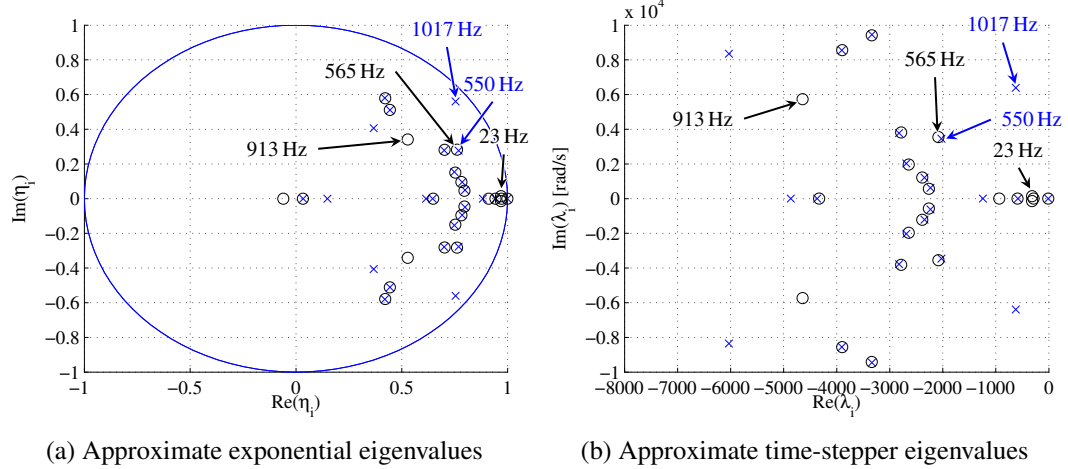 1
0.8
0.6
0.4
0.2
0
−0.2
−0.4
−0.6
−0.8
−1
Im(η_i)
−1
−0.5
0
0.5
1
Re(η_i)
1017 Hz
565 Hz
550 Hz
913 Hz
23 Hz
(a) Approximate exponential eigenvalues
x 10^4
1
0.8
0.6
0.4
0.2
0
−0.2
−0.4
−0.6
−0.8
−1
Im(λ_i) [rad/s]
−8000
−7000
−6000
−5000
−4000
−3000
−2000
−1000
0
Re(λ_i)
1017 Hz
565 Hz
913 Hz
550 Hz
23 Hz
(b) Approximate time-stepper eigenvalues